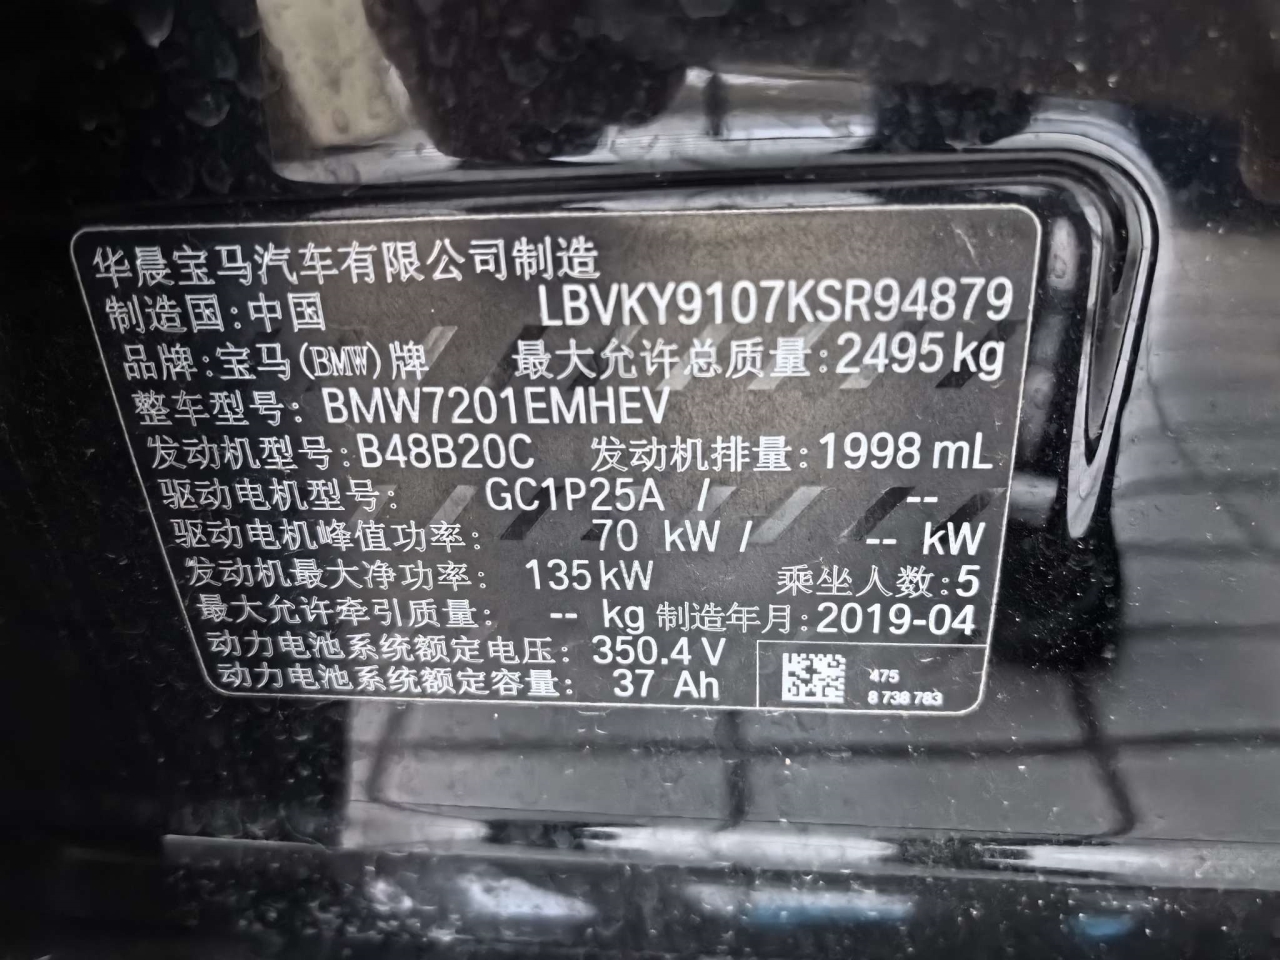 华晨宝马汽车有限公司制造
制造国:中国 LBVKY9107KSR94879
品牌:宝马(BMW)牌 最大允许总质量:2495kg
整车型号: BMW7201EMHEV
发动机型号:B48B20C 发动机排量:1998 mL
驱动电机型号: GC1P25A / --
驱动电机峰值功率: 70 kW / -- kW
发动机最大净功率: 135kW 乘坐人数:5
最大允许牵引质量: -- kg 制造年月:2019-04
动力电池系统额定电压: 350.4 V
动力电池系统额定容量: 37 Ah
475
8 738 783